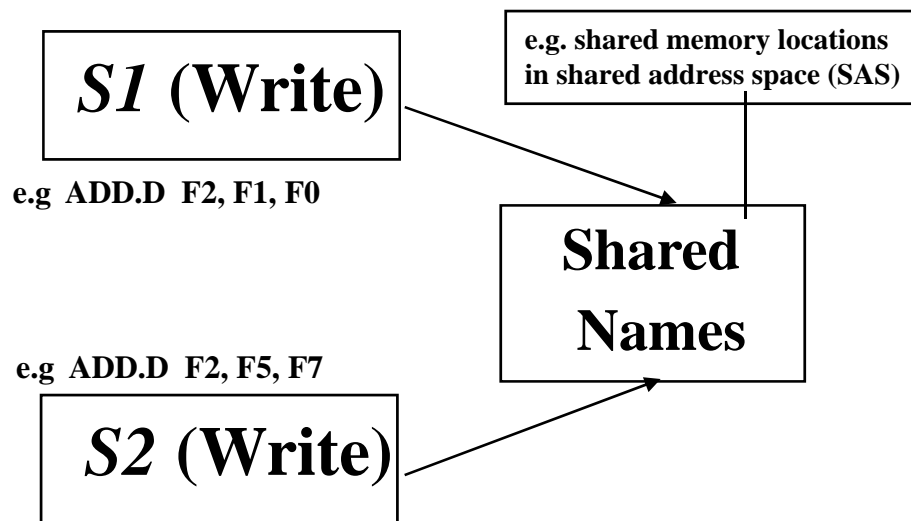 S1 (Write)
e.g. shared memory locations
in shared address space (SAS)
e.g ADD.D F2, F1, F0
Shared
Names
e.g ADD.D F2, F5, F7
S2 (Write)